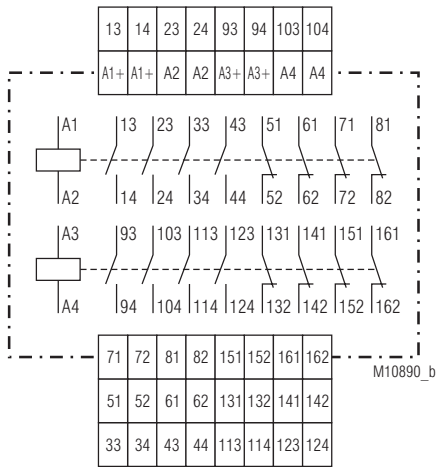 13 14 23 24 93 94 103 104
A1+ A1+ A2 A2 A3+ A3+ A4 A4
A1 13 23 33 43 51 61 71 81
A2 14 24 34 44 52 62 72 82
A3 93 103 113 123 131 141 151 161
A4 94 104 114 124 132 142 152 162
71 72 81 82 151 152 161 162
M10890_b
51 52 61 62 131 132 141 142
33 34 43 44 113 114 123 124